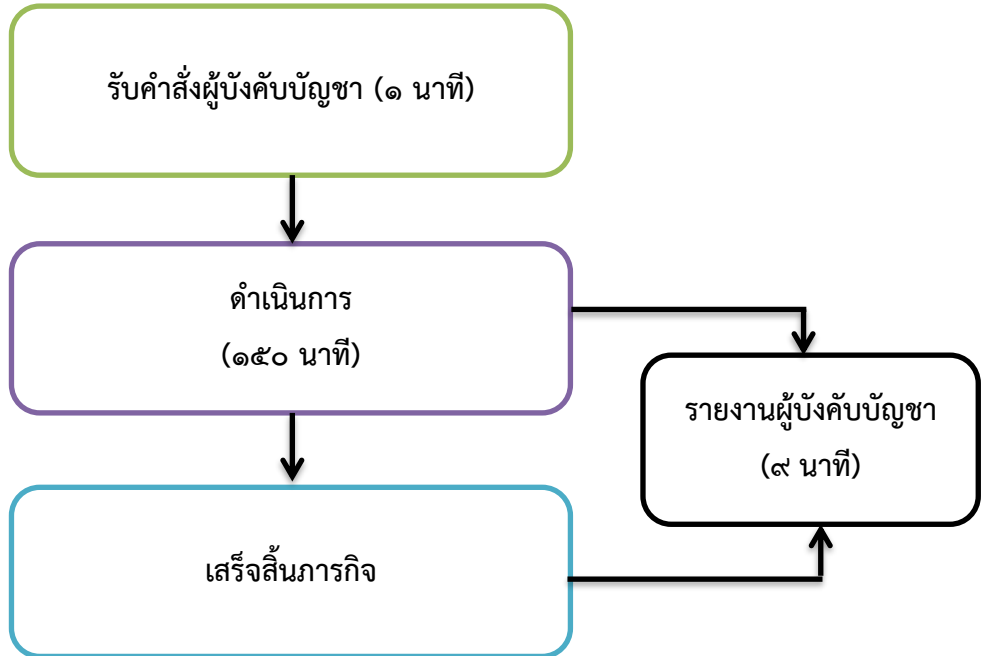 รับคำสั่งผู้บังคับบัญชา (๑ นาที)
ดำเนินการ
(๑๕๐ นาที)
รายงานผู้บังคับบัญชา
(๙ นาที)
เสร็จสิ้นภารกิจ